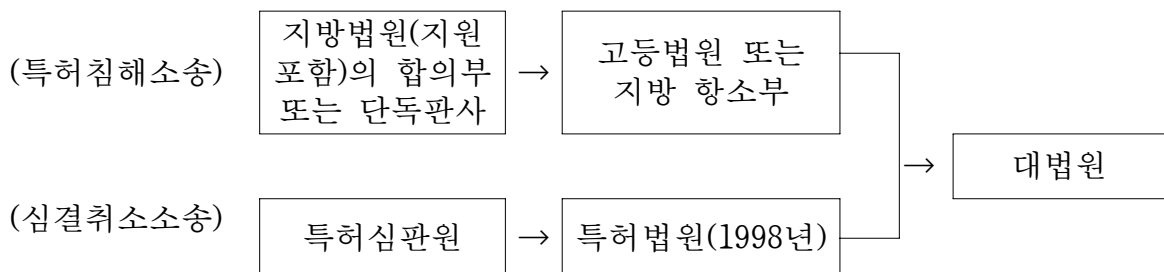 (특허침해소송)
지방법원(지원
포함)의 합의부
또는 단독판사
→
고등법원 또는
지방 항소부
→
대법원
(심결취소소송)
특허심판원
→
특허법원(1998년)